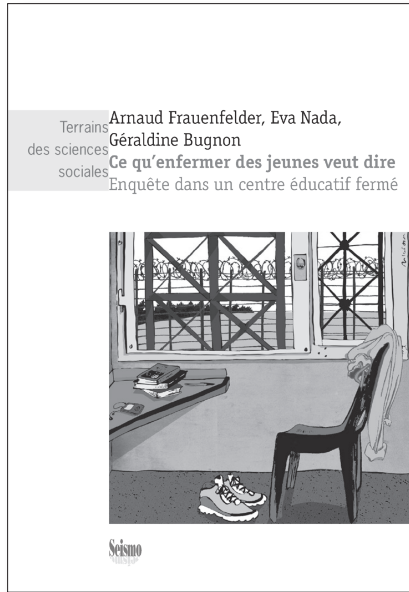 Terrains
des sciences
sociales
Arnaud Frauenfelder, Eva Nada,
Géraldine Bugnon
Ce qu’enfermer des jeunes veut dire
Enquête dans un centre éducatif fermé
Seismo